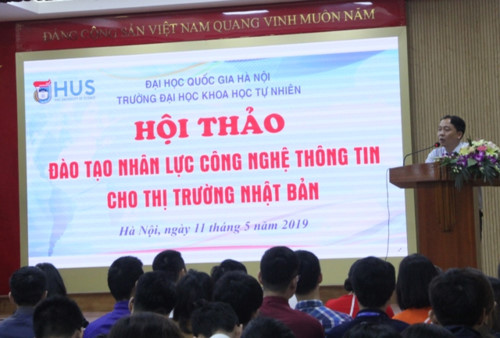 ĐẢNG CỘNG SẢN VIỆT NAM QUANG VINH MUÔN NĂM
HUS
ĐẠI HỌC QUỐC GIA HÀ NỘI
TRƯỜNG ĐẠI HỌC KHOA HỌC TỰ NHIÊN
HỘI THẢO
ĐÀO TẠO NHÂN LỰC CÔNG NGHỆ THÔNG TIN
CHO THỊ TRƯỜNG NHẬT BẢN
Hà Nội, ngày 11 tháng 5 năm 2019